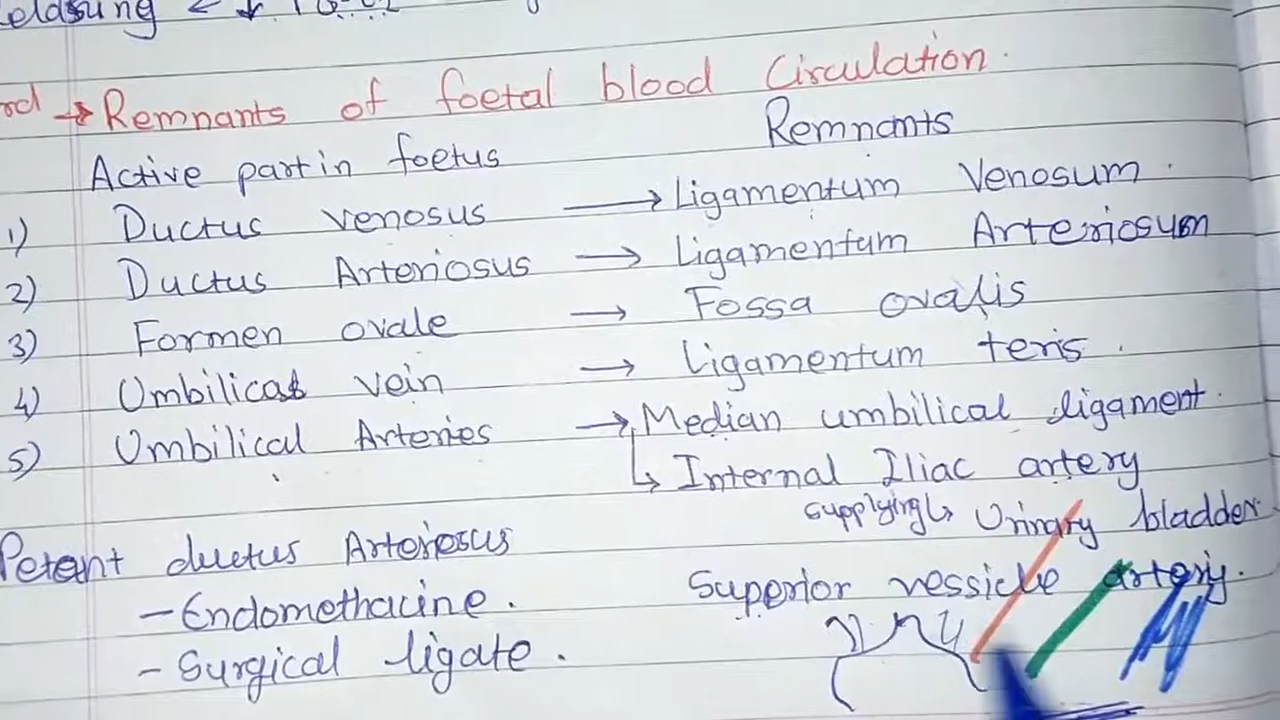 → Remnants of foetal blood Circulation.
Active part in foetus Remnants
1) Ductus venosus → Ligamentum Venosum.
2) Ductus Arteriosus → Ligamentum Arteriosum
3) Formen ovale → Fossa ovalis
4) Umbilical vein → Ligamentum teris.
5) Umbilical Arteries → Median umbilical ligament.
↳ Internal Iliac artery
supplying ↳ Urinary bladder.
Petent ductus Arteriosus
Superior vessicle artery.
- Endomethacine.
- Surgical ligate.